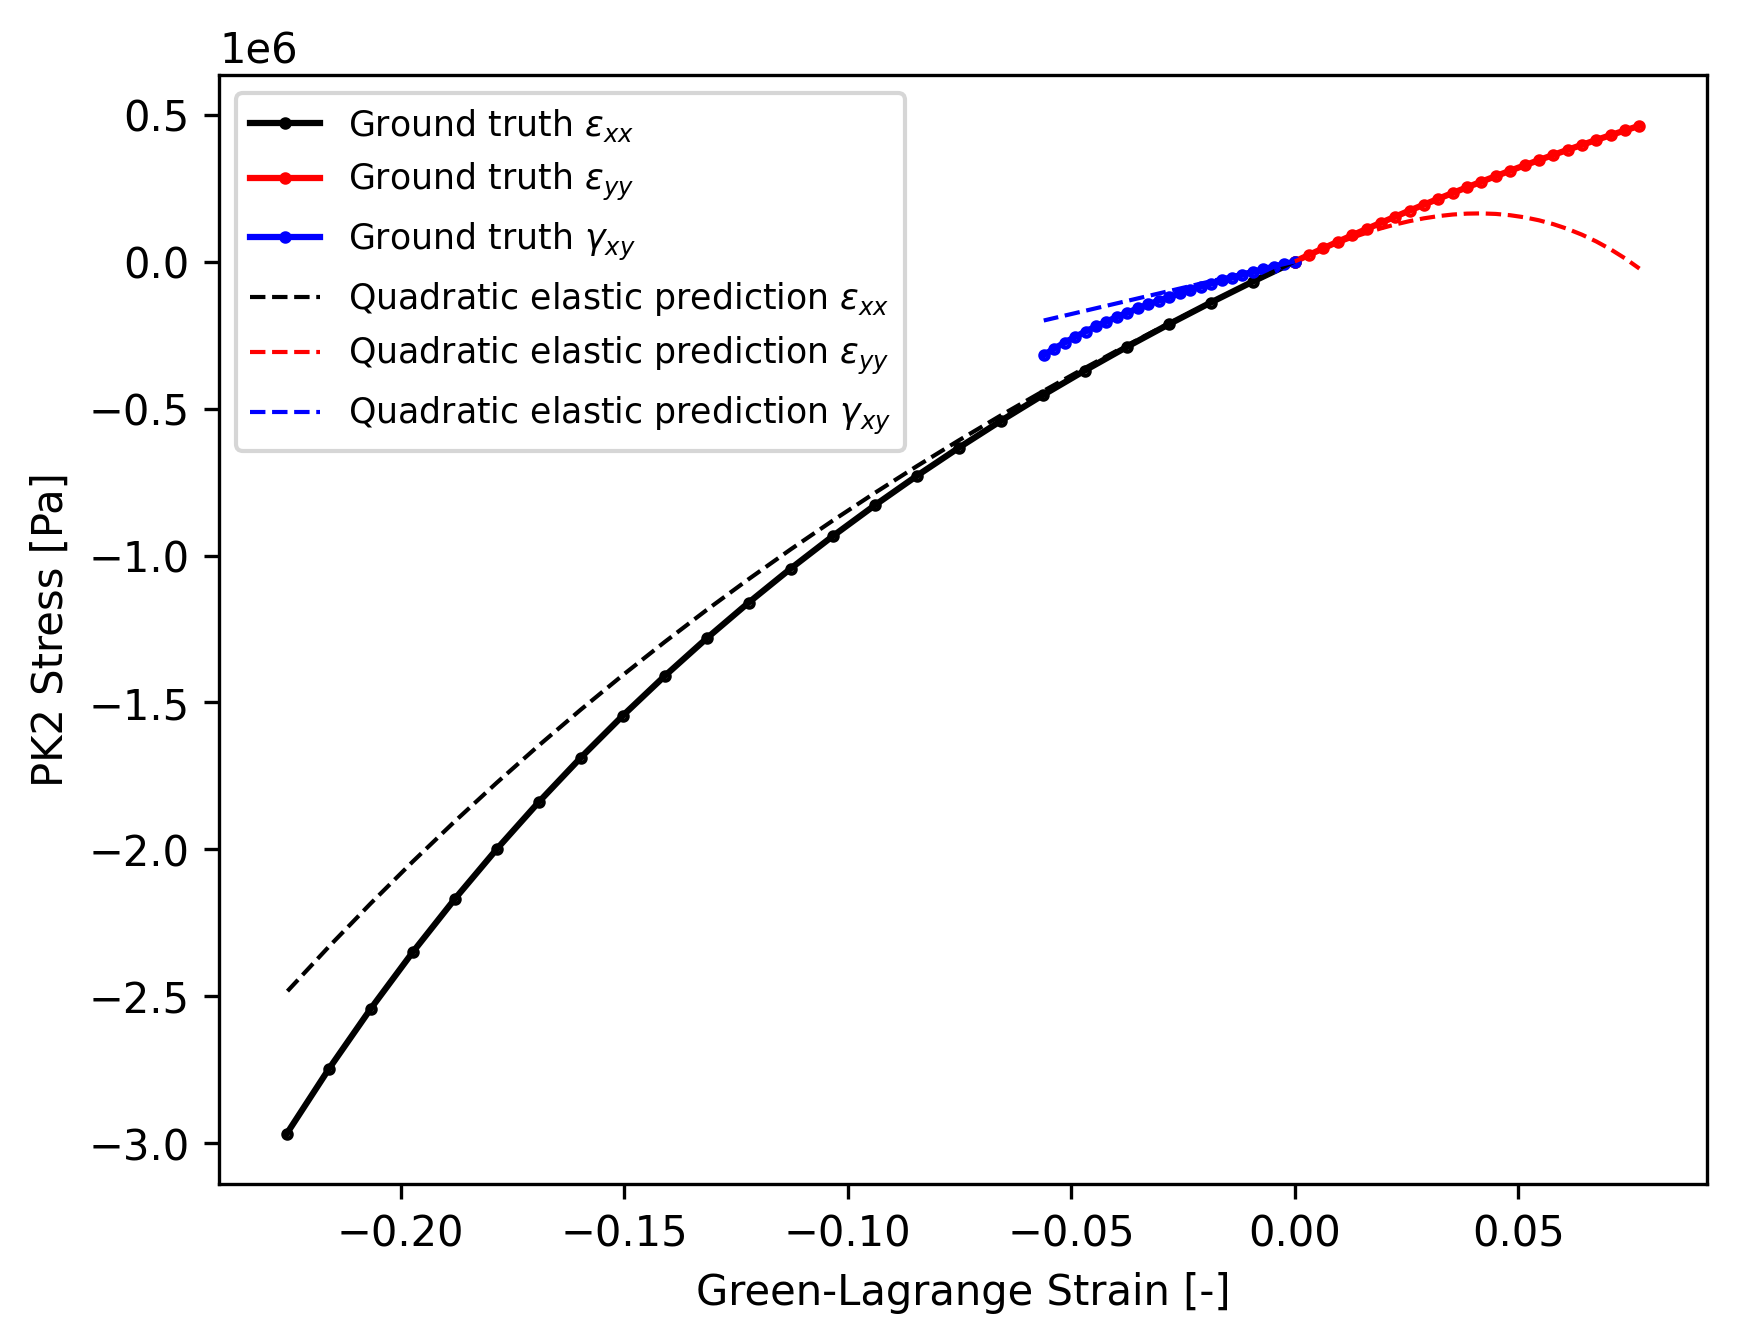 1e6
0.5
0.0
−0.5
−1.0
−1.5
−2.0
−2.5
−3.0
PK2 Stress [Pa]
Ground truth εxx
Ground truth εyy
Ground truth γxy
Quadratic elastic prediction εxx
Quadratic elastic prediction εyy
Quadratic elastic prediction γxy
−0.20 −0.15 −0.10 −0.05 0.00 0.05
Green-Lagrange Strain [-]